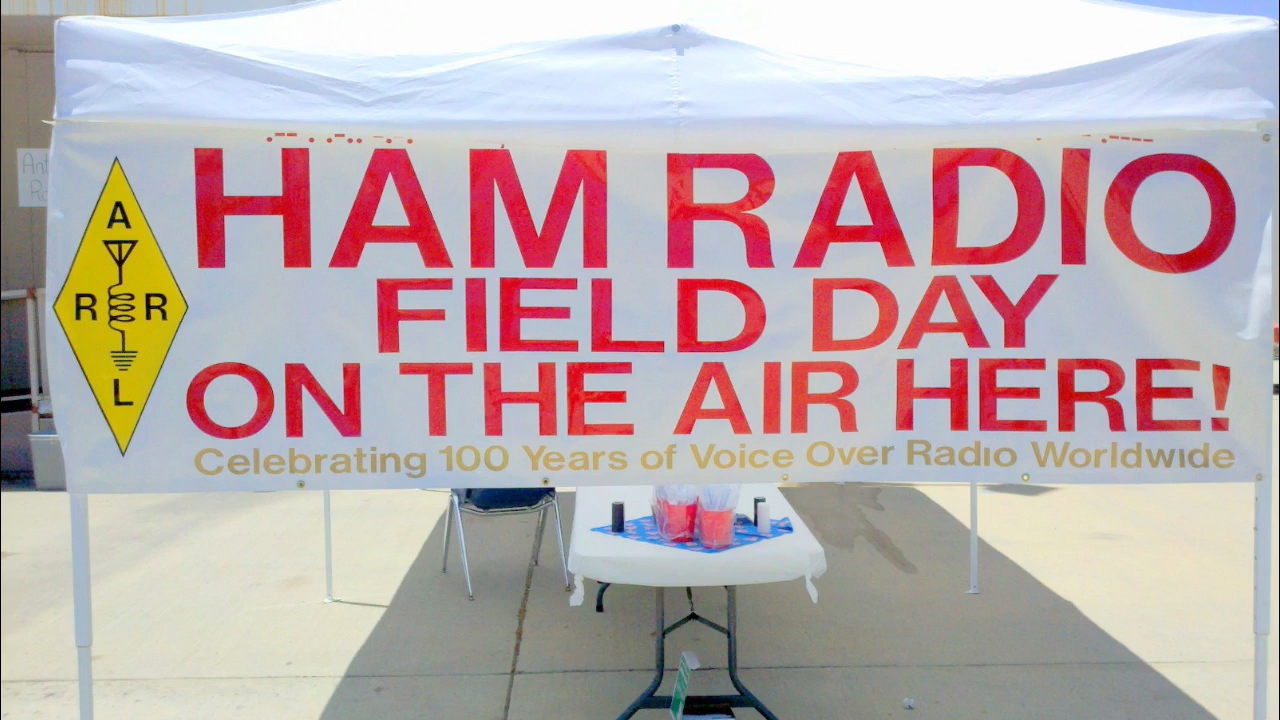 HAM RADIO
FIELD DAY
ON THE AIR HERE!
Celebrating 100 Years of Voice Over Radio Worldwide
A
R R
L